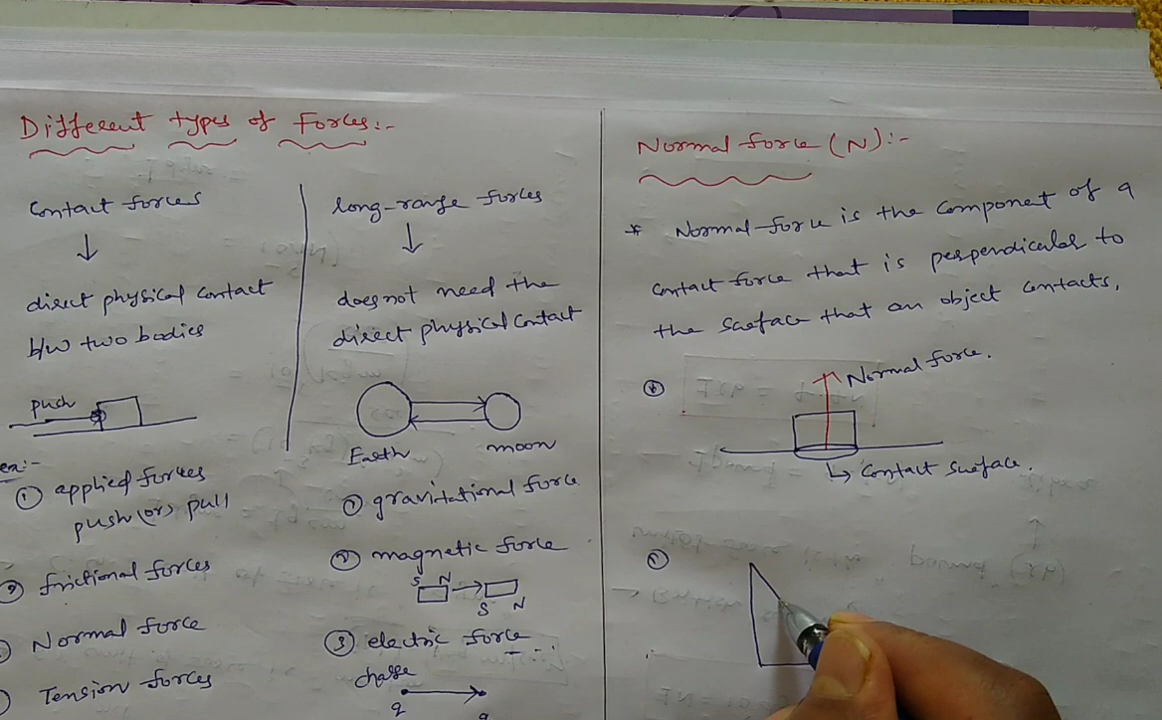 Different types of Forces:-
Contact forces
↓
direct physical contact
b/w two bodies
push
ex:-
① applied forces
push (or) pull
② frictional forces
Normal force
Tension forces
long-range forces
↓
does not need the
direct physical contact
Earth
moon
① gravitational force
② magnetic force
S N
S N
③ electric force
charge
q
q
Normal force (N):-
* Normal force is the component of a
contact force that is perpendicular to
the surface that an object contacts.
Normal force.
↳ Contact surface.